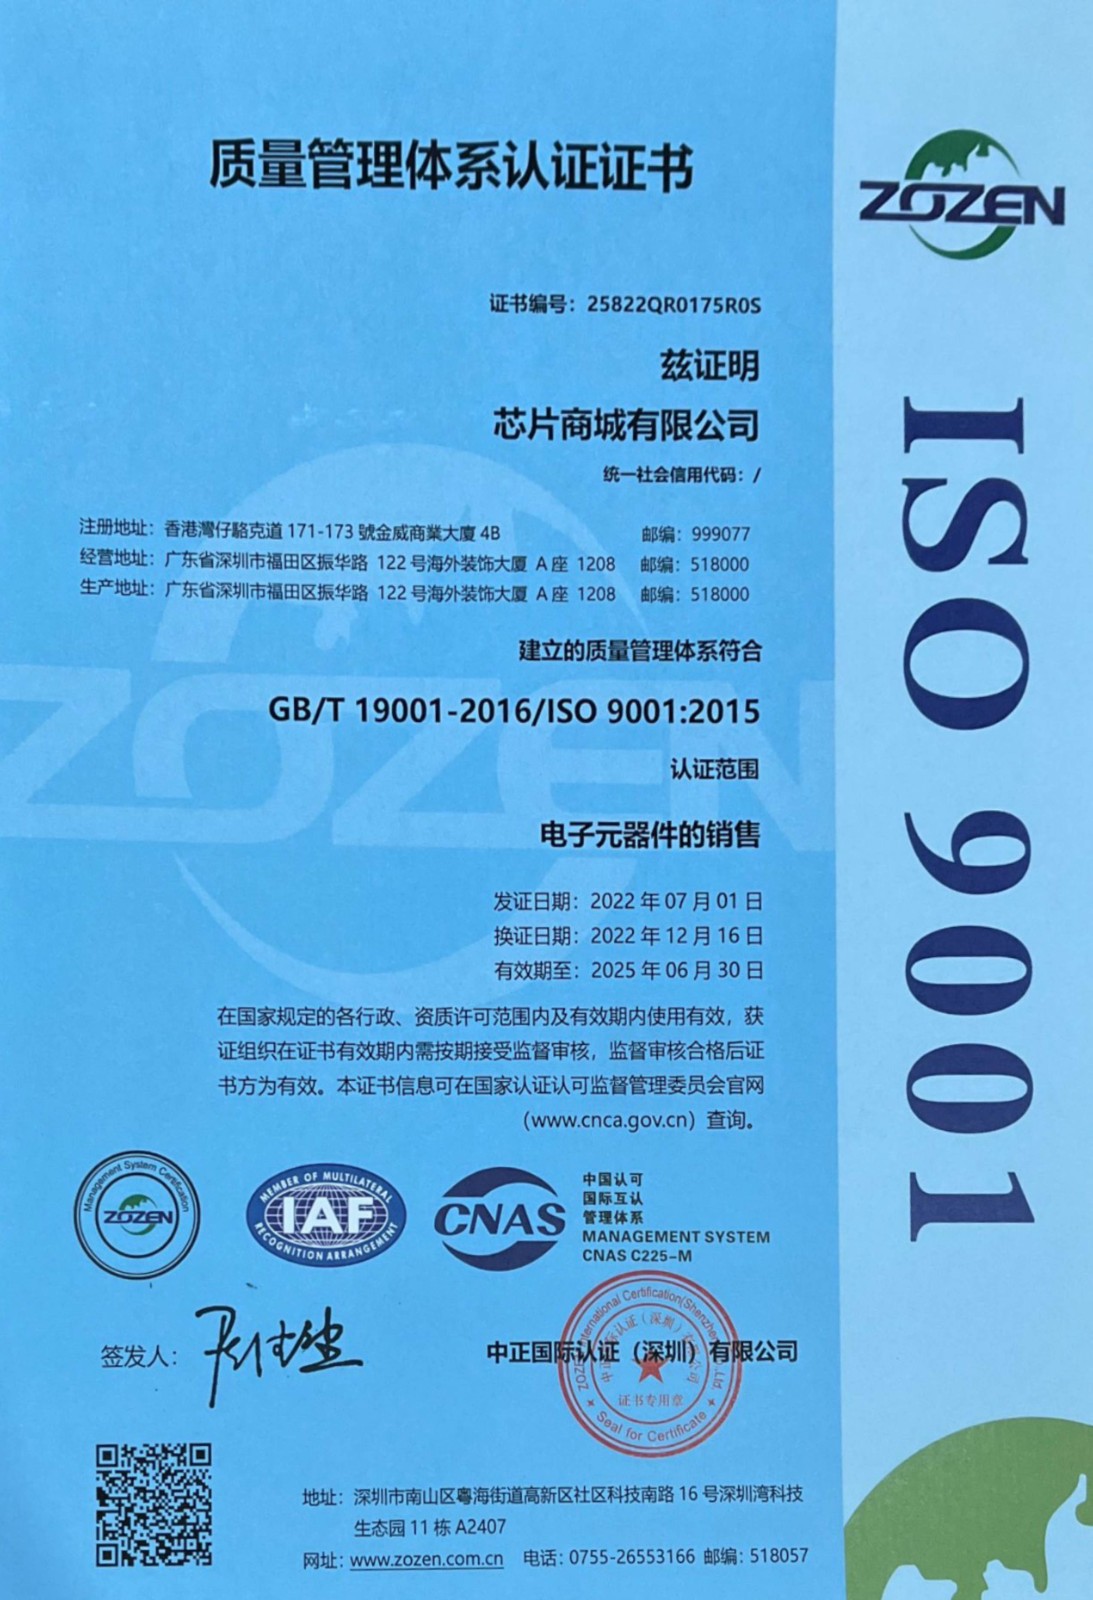 质量管理体系认证证书
ZOZEN
证书编号：25822QR0175R0S
兹证明
芯片商城有限公司
统一社会信用代码：/
注册地址：香港灣仔駱克道 171-173 號金威商業大廈 4B 邮编：999077
经营地址：广东省深圳市福田区振华路 122 号海外装饰大厦 A 座 1208 邮编：518000
生产地址：广东省深圳市福田区振华路 122 号海外装饰大厦 A 座 1208 邮编：518000
建立的质量管理体系符合
GB/T 19001-2016/ISO 9001:2015
认证范围
电子元器件的销售
发证日期：2022 年 07 月 01 日
换证日期：2022 年 12 月 16 日
有效期至：2025 年 06 月 30 日
在国家规定的各行政、资质许可范围内及有效期内使用有效，获
证组织在证书有效期内需按期接受监督审核，监督审核合格后证
书方为有效。本证书信息可在国家认证认可监督管理委员会官网
（www.cnca.gov.cn）查询。
ISO 9001
ZOZEN
Management System Certification
ZOZEN
MEMBER OF MULTILATERAL
IAF
RECOGNITION ARRANGEMENT
CNAS
中国认可
国际互认
管理体系
MANAGEMENT SYSTEM
CNAS C225-M
签发人：
中正国际认证（深圳）有限公司
ZOZEN International Certification(Shenzhen)Co.,Ltd.
中正国际认证（深圳）有限公司
证书专用章
Seal for Certificate
地址：深圳市南山区粤海街道高新区社区科技南路 16 号深圳湾科技
生态园 11 栋 A2407
网址：www.zozen.com.cn 电话：0755-26553166 邮编：518057